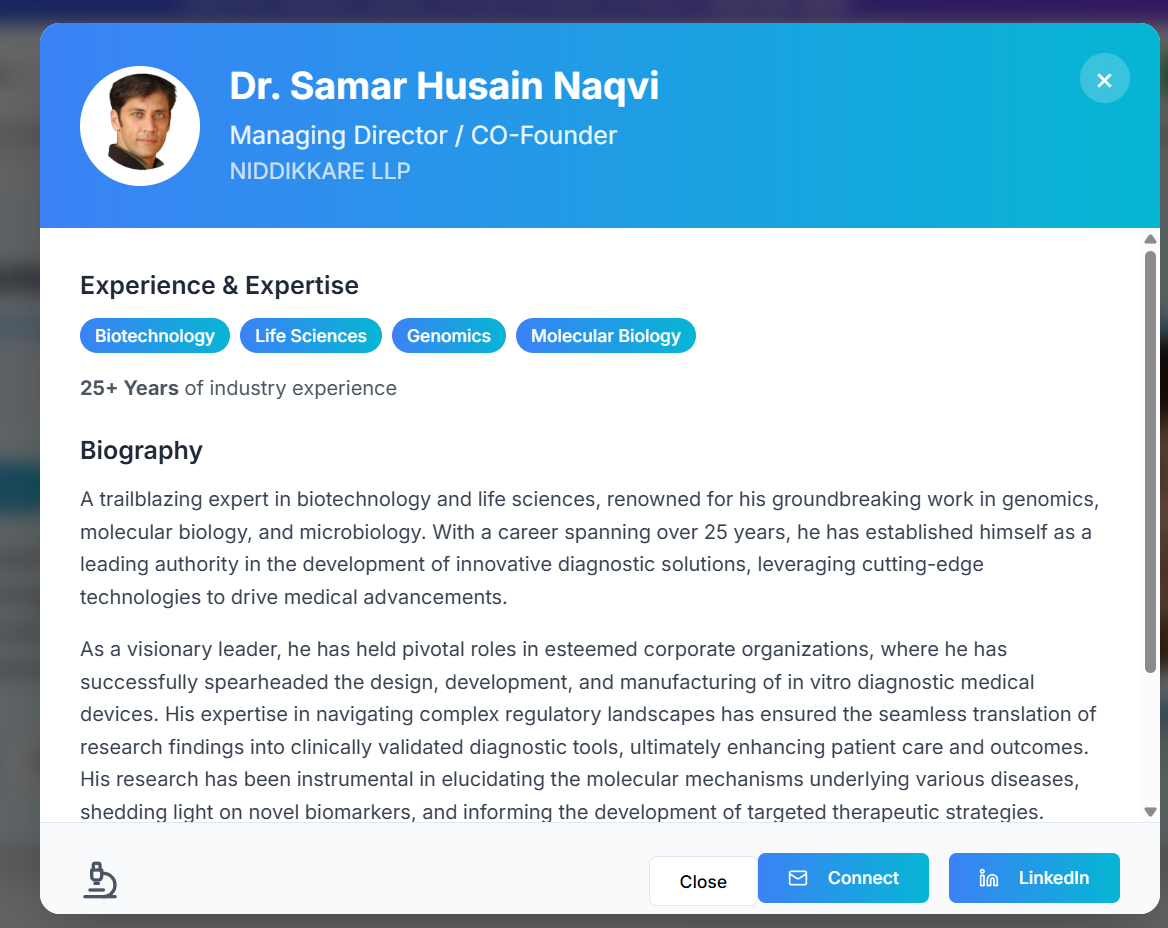 Dr. Samar Husain Naqvi
Managing Director / CO-Founder
NIDDIKKARE LLP
Experience & Expertise
Biotechnology Life Sciences Genomics Molecular Biology
25+ Years of industry experience
Biography
A trailblazing expert in biotechnology and life sciences, renowned for his groundbreaking work in genomics,
molecular biology, and microbiology. With a career spanning over 25 years, he has established himself as a
leading authority in the development of innovative diagnostic solutions, leveraging cutting-edge
technologies to drive medical advancements.
As a visionary leader, he has held pivotal roles in esteemed corporate organizations, where he has
successfully spearheaded the design, development, and manufacturing of in vitro diagnostic medical
devices. His expertise in navigating complex regulatory landscapes has ensured the seamless translation of
research findings into clinically validated diagnostic tools, ultimately enhancing patient care and outcomes.
His research has been instrumental in elucidating the molecular mechanisms underlying various diseases,
shedding light on novel biomarkers, and informing the development of targeted therapeutic strategies.
Close Connect LinkedIn